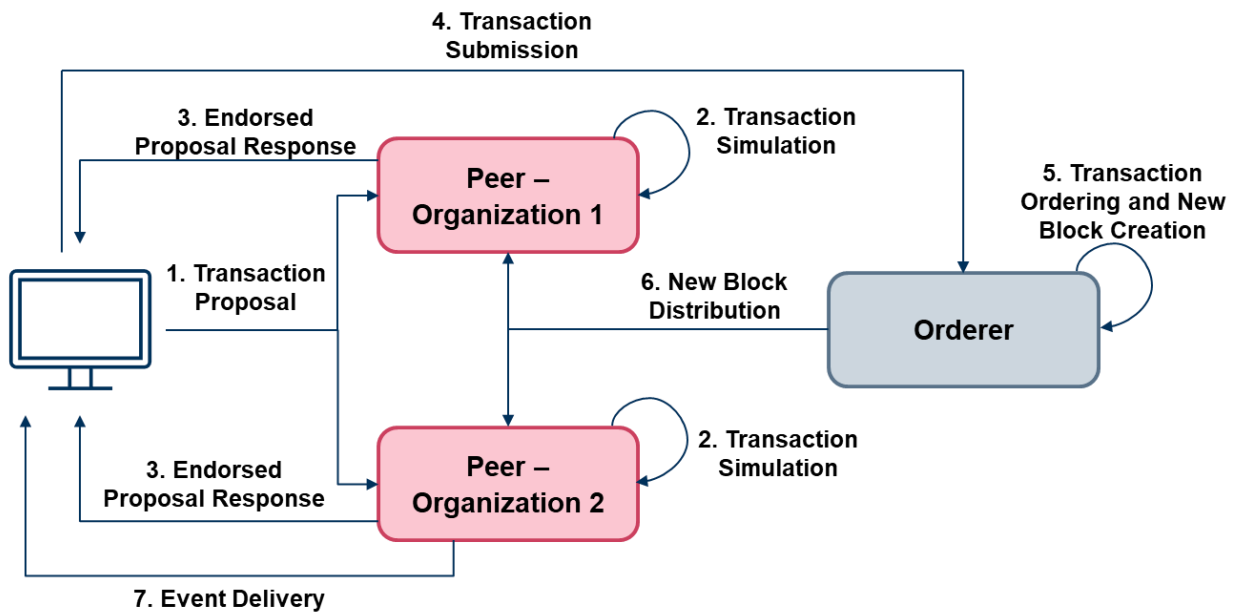 4. Transaction
Submission
3. Endorsed
Proposal Response
2. Transaction
Simulation
Peer –
Organization 1
5. Transaction
Ordering and New
Block Creation
1. Transaction
Proposal
6. New Block
Distribution
Orderer
Peer –
Organization 2
2. Transaction
Simulation
3. Endorsed
Proposal Response
7. Event Delivery